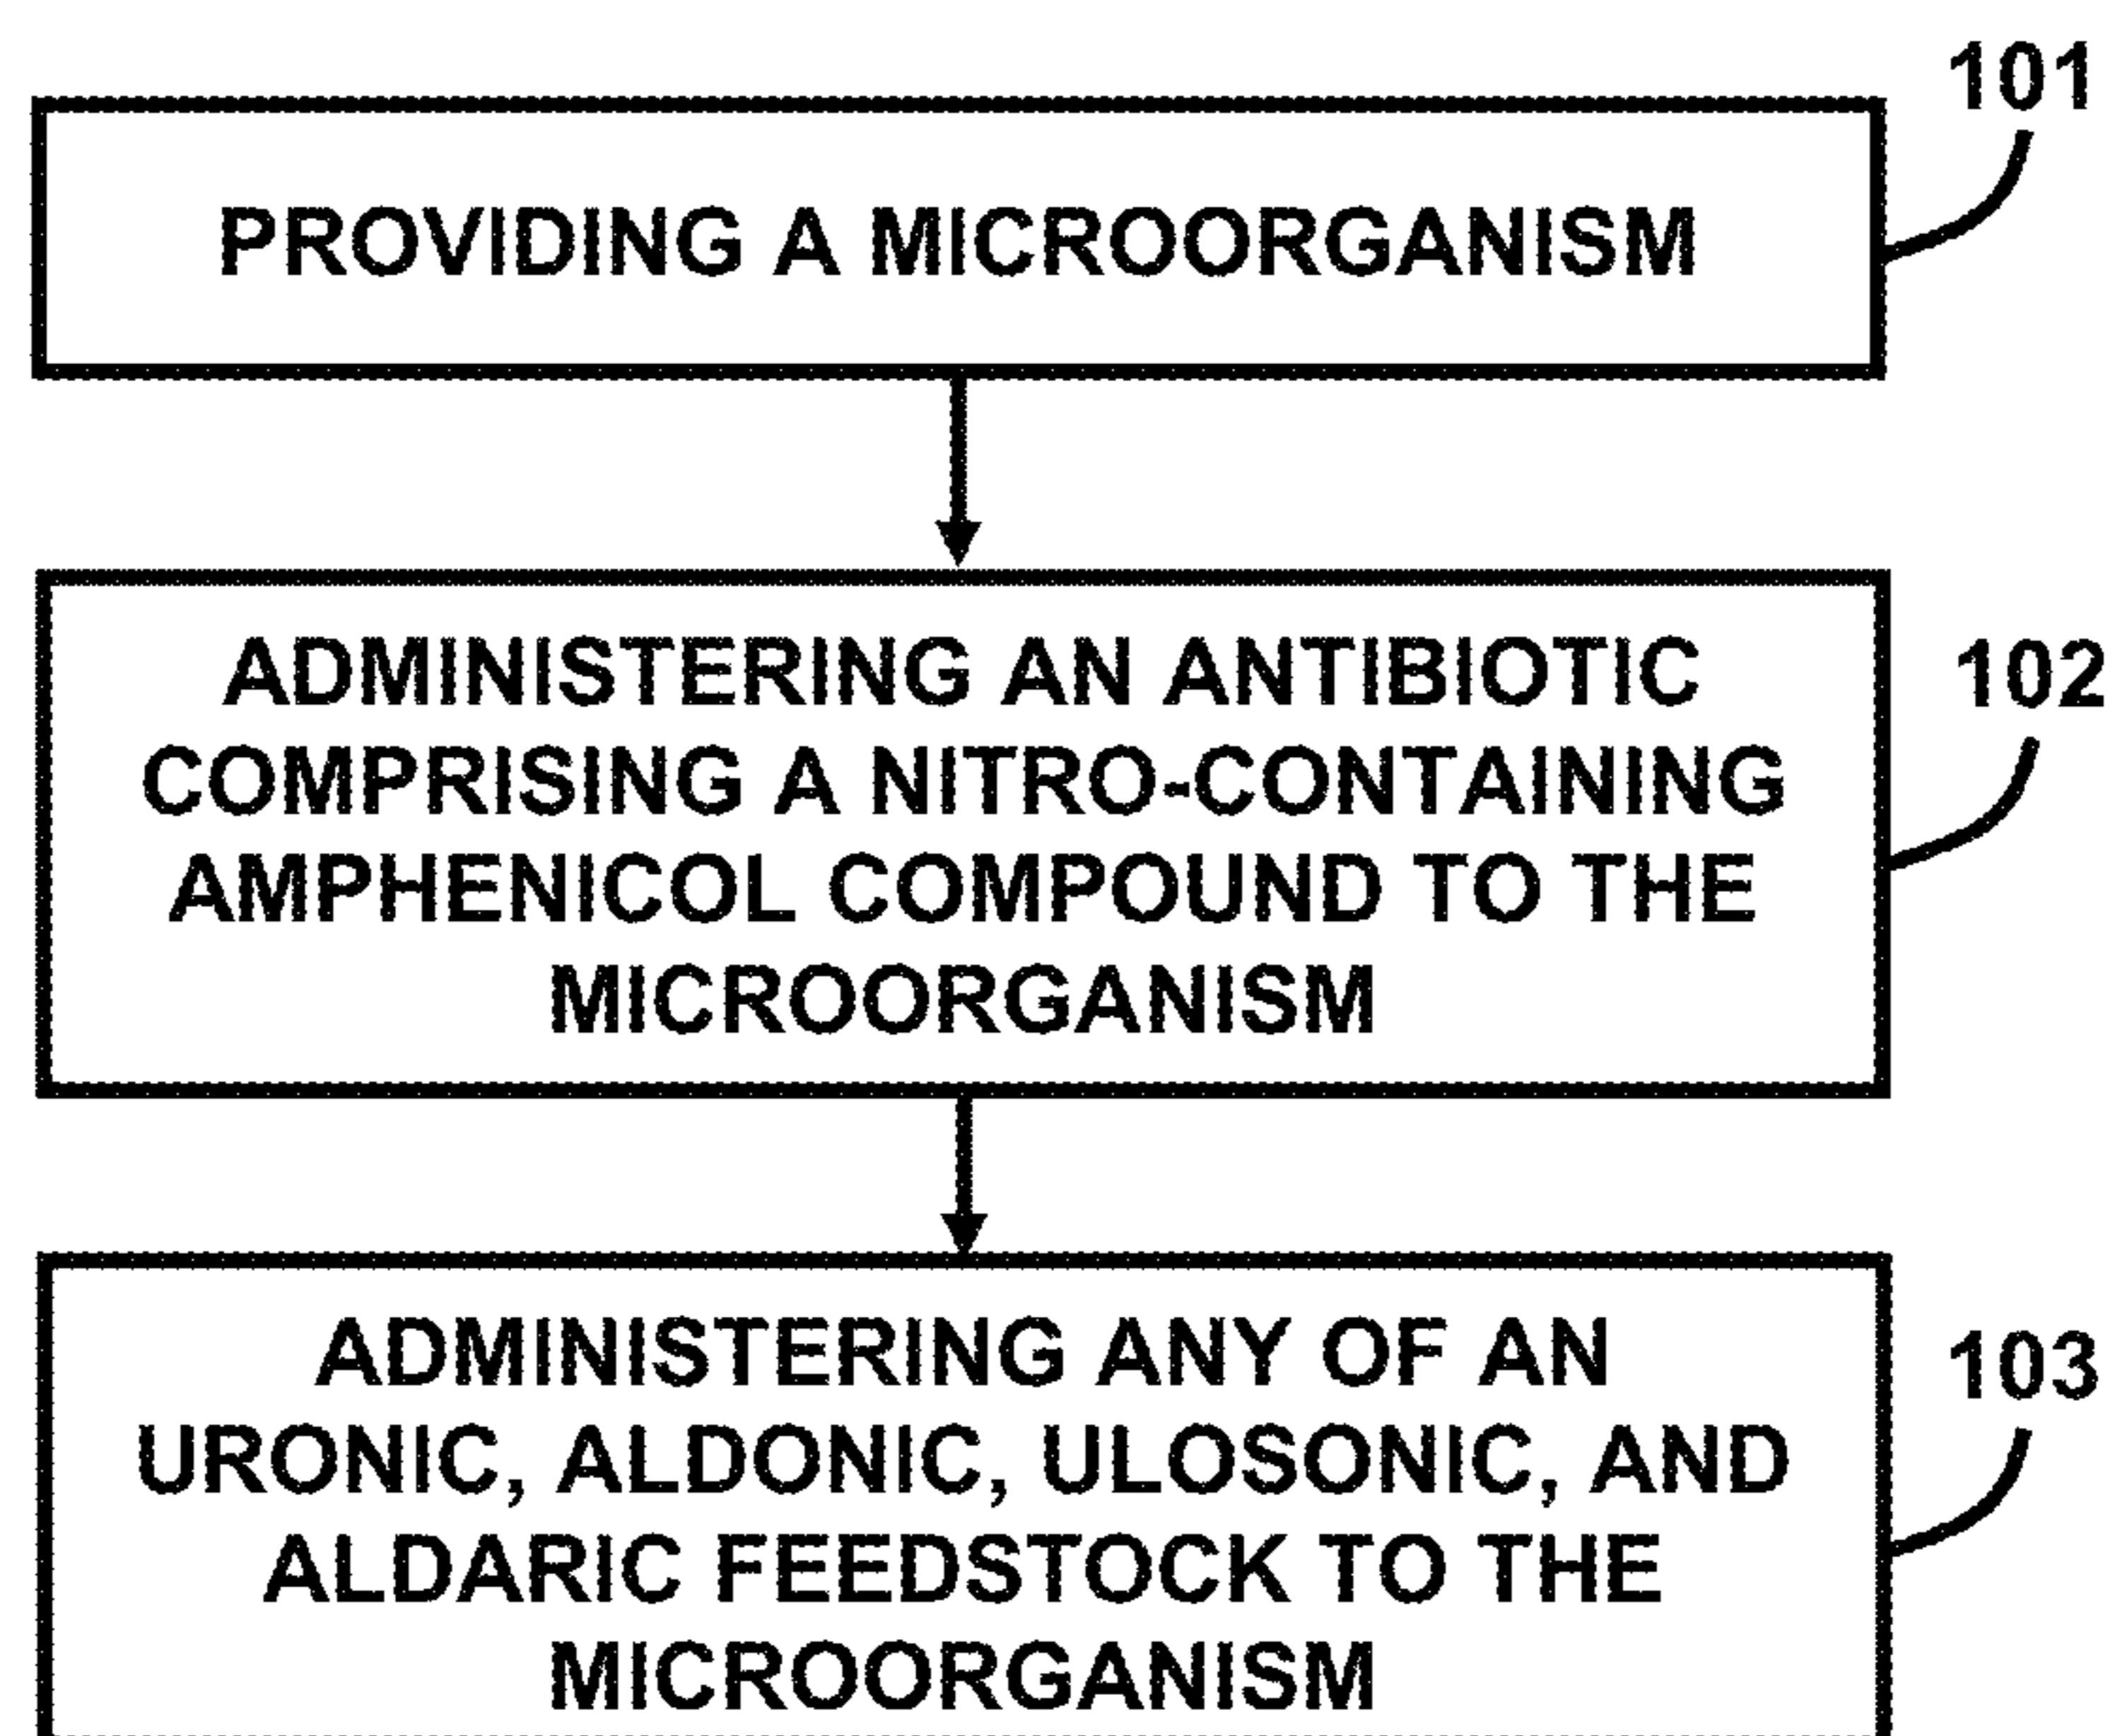 101
PROVIDING A MICROORGANISM
ADMINISTERING AN ANTIBIOTIC
COMPRISING A NITRO-CONTAINING
AMPHENICOL COMPOUND TO THE
MICROORGANISM
102
ADMINISTERING ANY OF AN
URONIC, ALDONIC, ULOSONIC, AND
ALDARIC FEEDSTOCK TO THE
MICROORGANISM
103